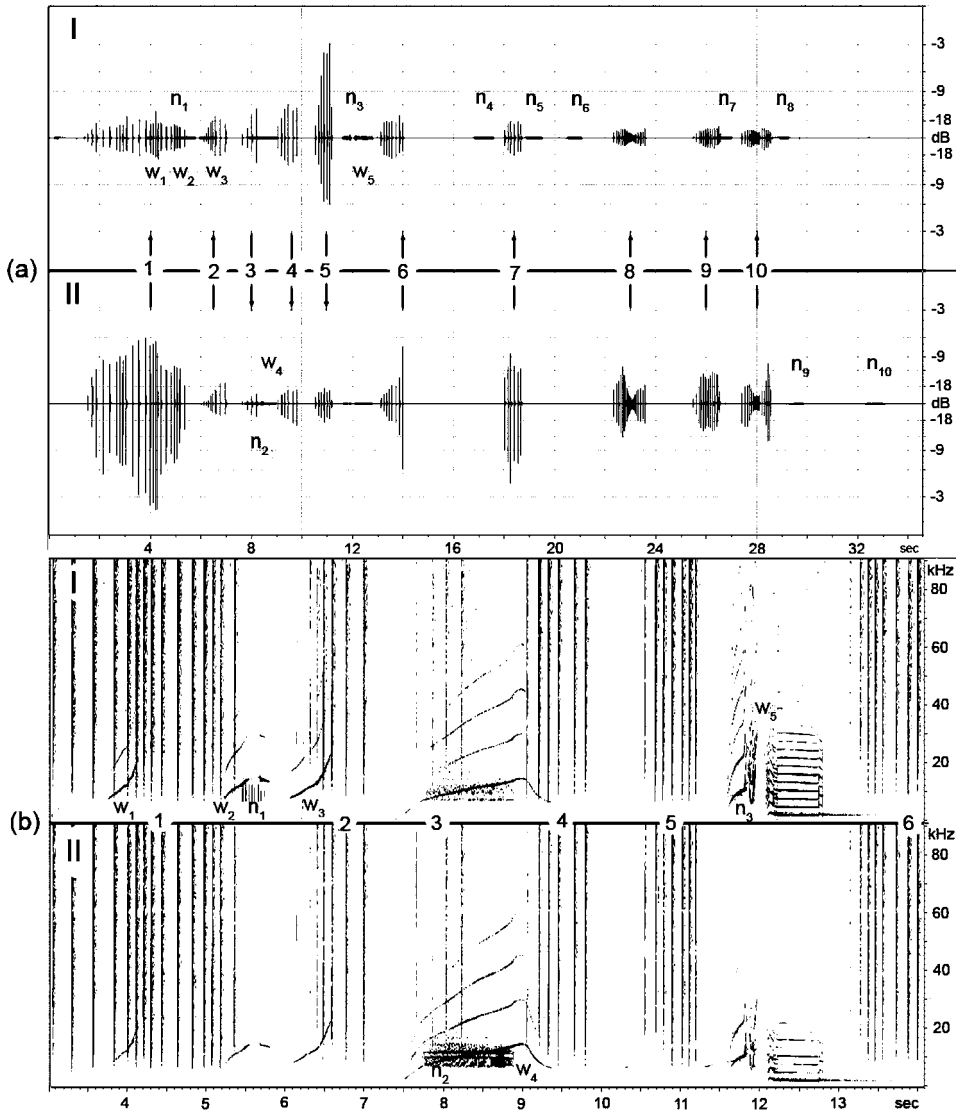 I
n1 n3 n4 n5 n6 n7 n8
w1 w2 w3 w5
-3
-9
-18
dB
-18
-9
-3
(a) 1 2 3 4 5 6 7 8 9 10
II
w4 n2 n9 n10
-3
-9
-18
dB
-18
-9
-3
4 8 12 16 20 24 28 32 sec
I
kHz
80
60
40
20
w1 w2 n1 w3 n3 w5
(b) 1 2 3 4 5 6
II
kHz
80
60
40
20
n2 w4
4 5 6 7 8 9 10 11 12 13 sec